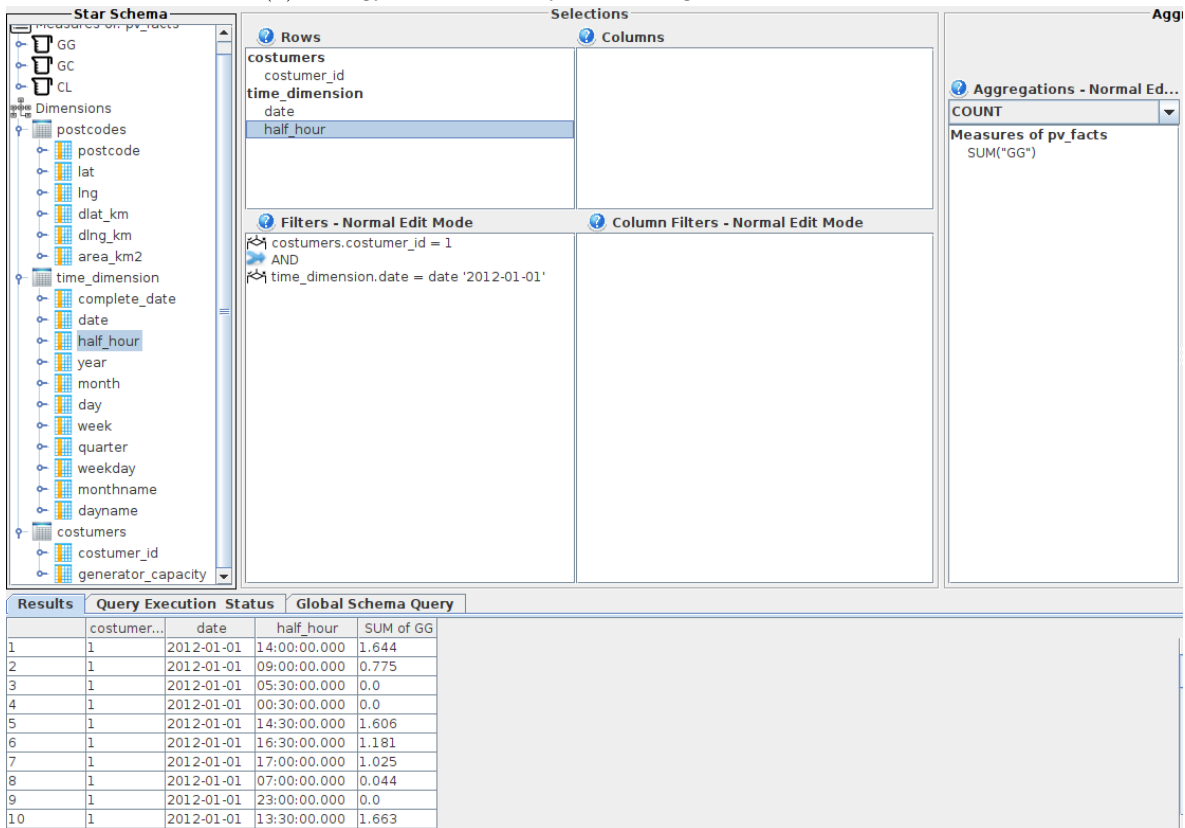 Star Schema
Measures of: pv_facts
GG
GC
CL
Dimensions
postcodes
postcode
lat
lng
dlat_km
dlng_km
area_km2
time_dimension
complete_date
date
half_hour
year
month
day
week
quarter
weekday
monthname
dayname
costumers
costumer_id
generator_capacity
Selections
Rows
costumers
costumer_id
time_dimension
date
half_hour
Columns
Filters - Normal Edit Mode
costumers.costumer_id = 1
AND
time_dimension.date = date '2012-01-01'
Column Filters - Normal Edit Mode
Aggr
Aggregations - Normal Ed...
COUNT
Measures of pv_facts
SUM("GG")
Results Query Execution Status Global Schema Query
costumer... date half_hour SUM of GG
1 1 2012-01-01 14:00:00.000 1.644
2 1 2012-01-01 09:00:00.000 0.775
3 1 2012-01-01 05:30:00.000 0.0
4 1 2012-01-01 00:30:00.000 0.0
5 1 2012-01-01 14:30:00.000 1.606
6 1 2012-01-01 16:30:00.000 1.181
7 1 2012-01-01 17:00:00.000 1.025
8 1 2012-01-01 07:00:00.000 0.044
9 1 2012-01-01 23:00:00.000 0.0
10 1 2012-01-01 13:30:00.000 1.663